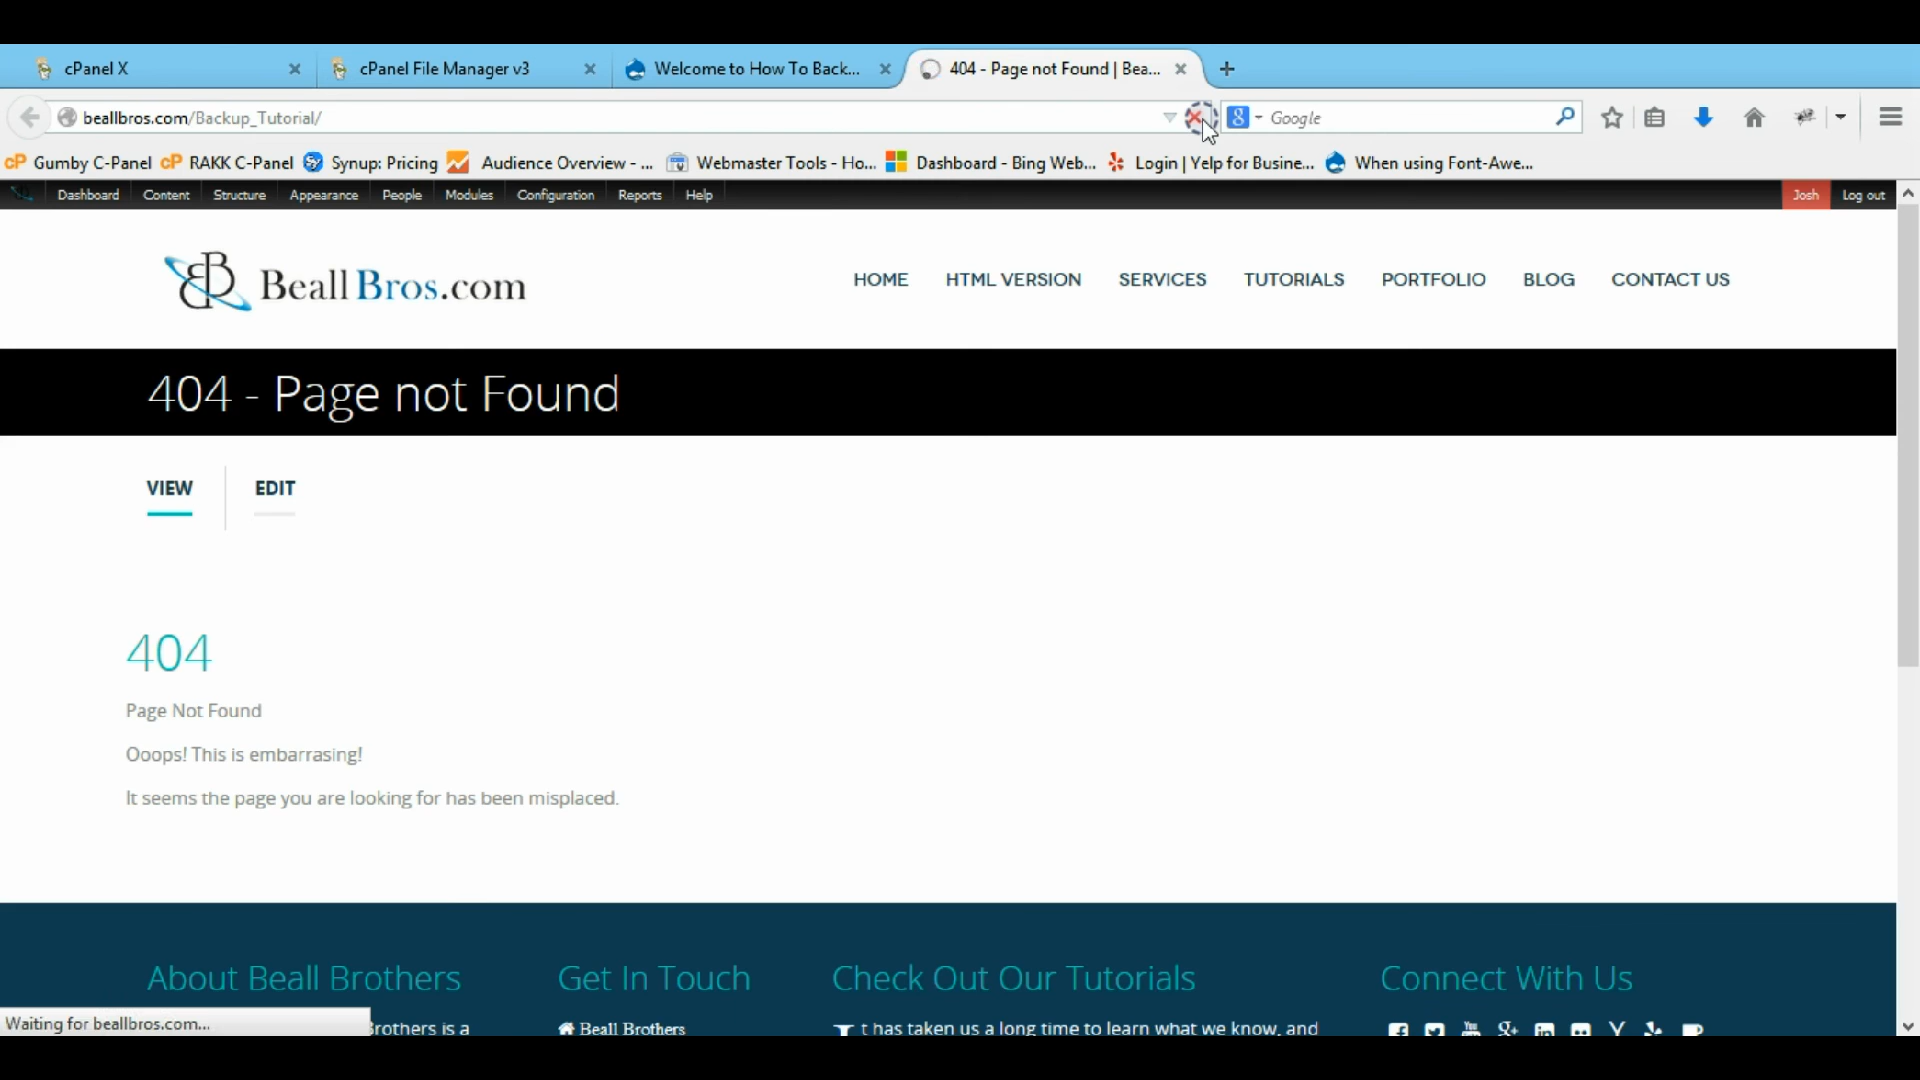 cPanel X
cPanel File Manager v3
Welcome to How To Back...
404 - Page not Found | Bea...
beallbros.com/Backup_Tutorial/
Google
cP Gumby C-Panel cP RAKK C-Panel Synup: Pricing Audience Overview - ... Webmaster Tools - Ho... Dashboard - Bing Web... Login | Yelp for Busine... When using Font-Awe...
Dashboard Content Structure Appearance People Modules Configuration Reports Help Josh Log out
Beall Bros.com
HOME HTML VERSION SERVICES TUTORIALS PORTFOLIO BLOG CONTACT US
404 - Page not Found
VIEW EDIT
404
Page Not Found
Ooops! This is embarrasing!
It seems the page you are looking for has been misplaced.
About Beall Brothers Get In Touch Check Out Our Tutorials Connect With Us
Waiting for beallbros.com...
Brothers is a Beall Brothers t has taken us a long time to learn what we know, and